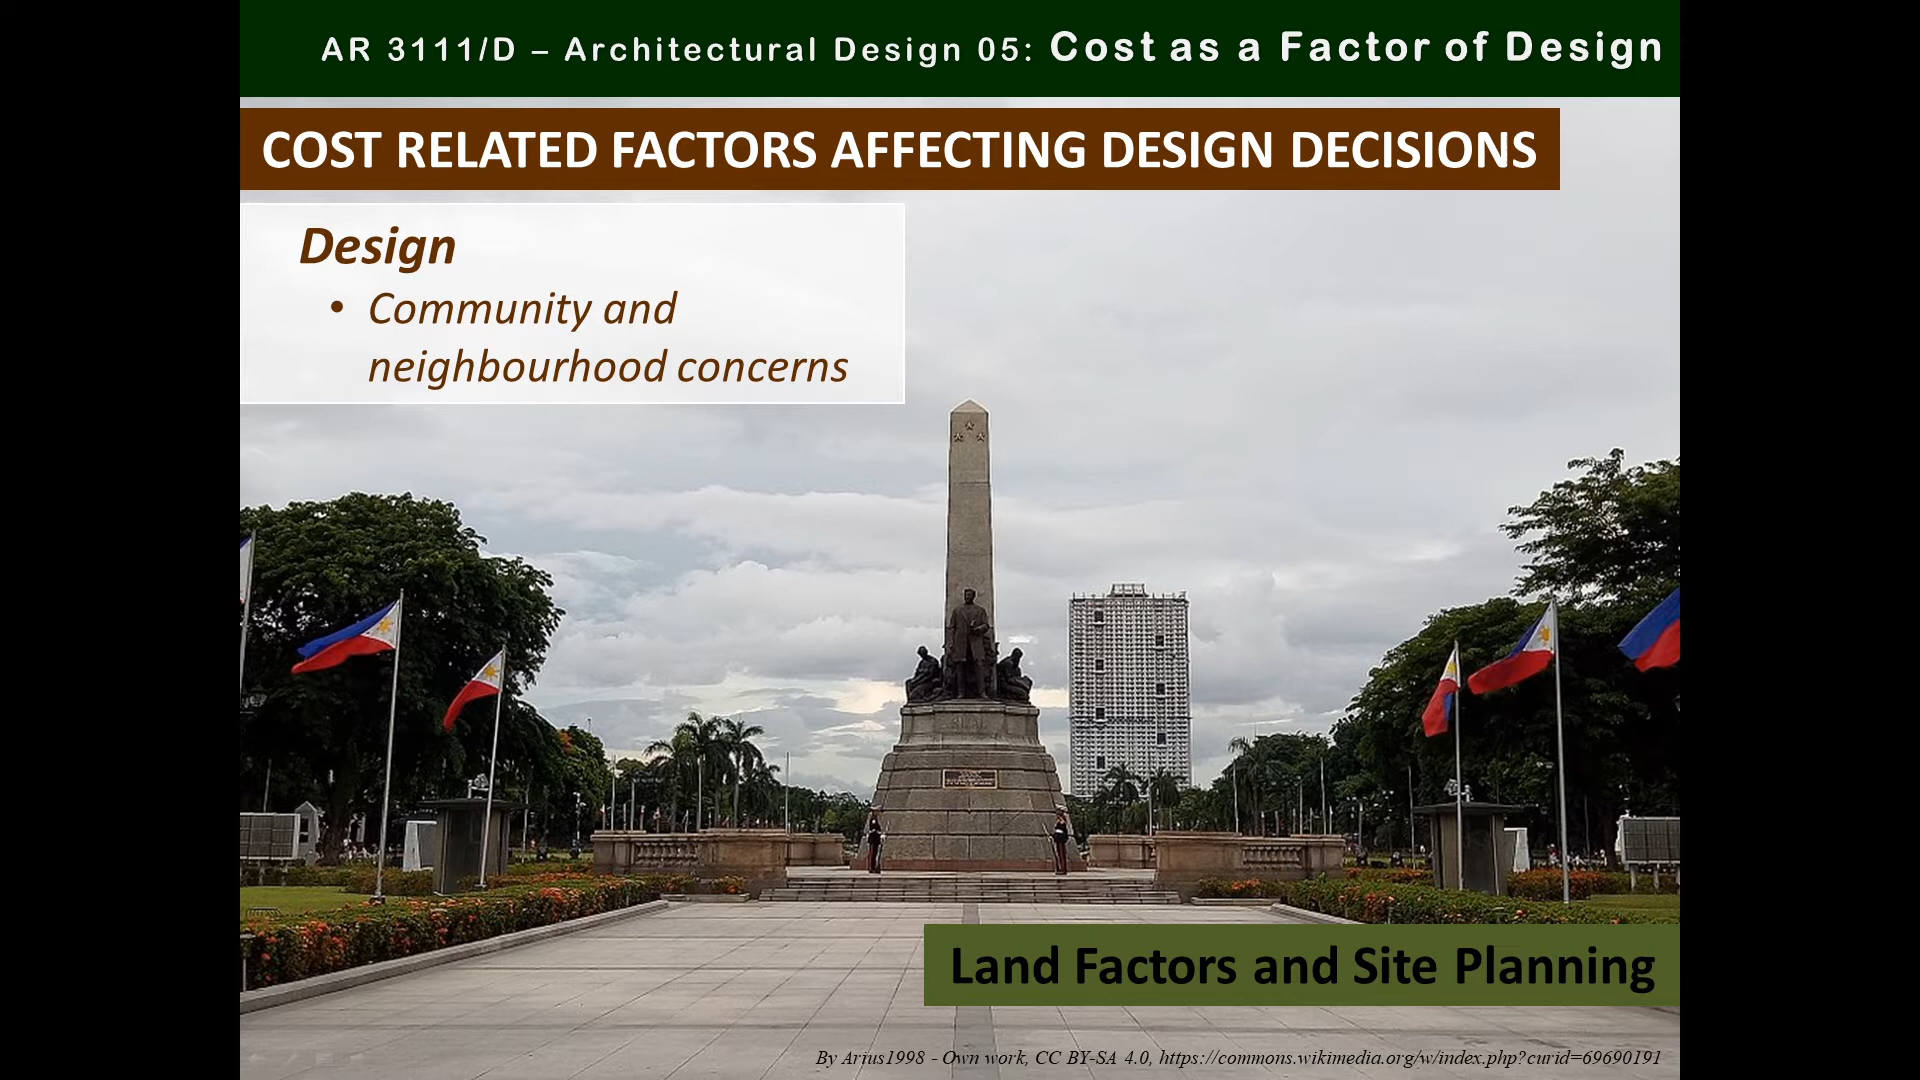 AR 3111/D – Architectural Design 05: Cost as a Factor of Design
COST RELATED FACTORS AFFECTING DESIGN DECISIONS
Design
• Community and
neighbourhood concerns
Land Factors and Site Planning
By Arius1998 - Own work, CC BY-SA 4.0, https://commons.wikimedia.org/w/index.php?curid=69690191